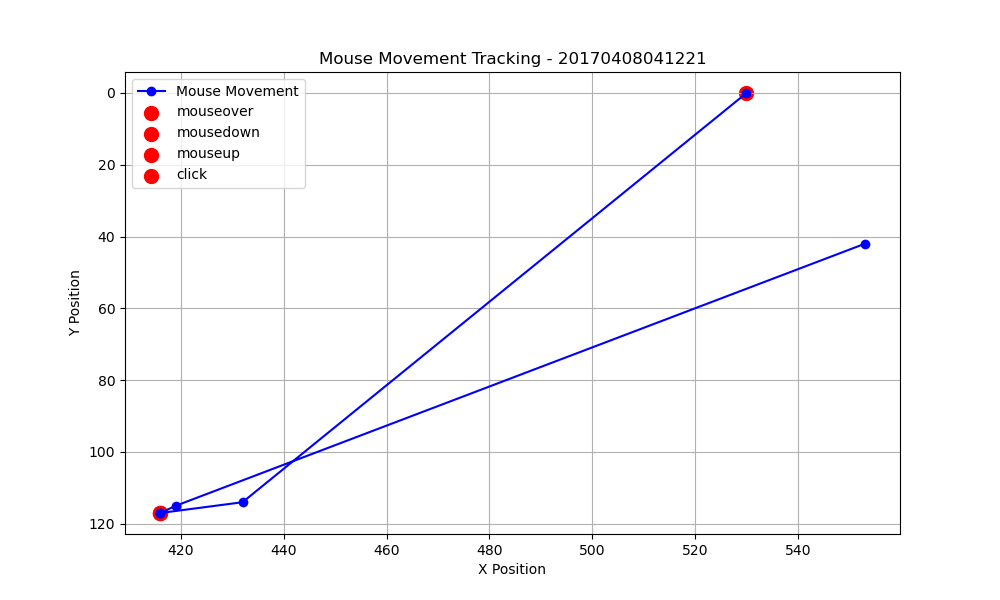 Mouse Movement Tracking - 20170408041221
Mouse Movement
mouseover
mousedown
mouseup
click
0
20
40
60
80
100
120
Y Position
420 440 460 480 500 520 540
X Position